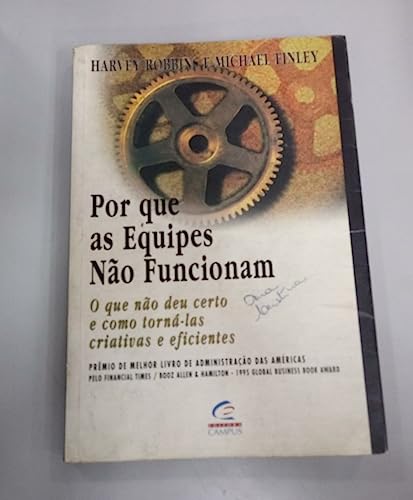 HARVEY ROBBINS E MICHAEL FINLEY
Por que
as Equipes
Não Funcionam
O que não deu certo
e como torná-las
criativas e eficientes
PRÊMIO DE MELHOR LIVRO DE ADMINISTRAÇÃO DAS AMÉRICAS
PELO FINANCIAL TIMES / BOOZ ALLEN & HAMILTON - 1995 GLOBAL BUSINESS BOOK AWARD
EDITORA
CAMPUS